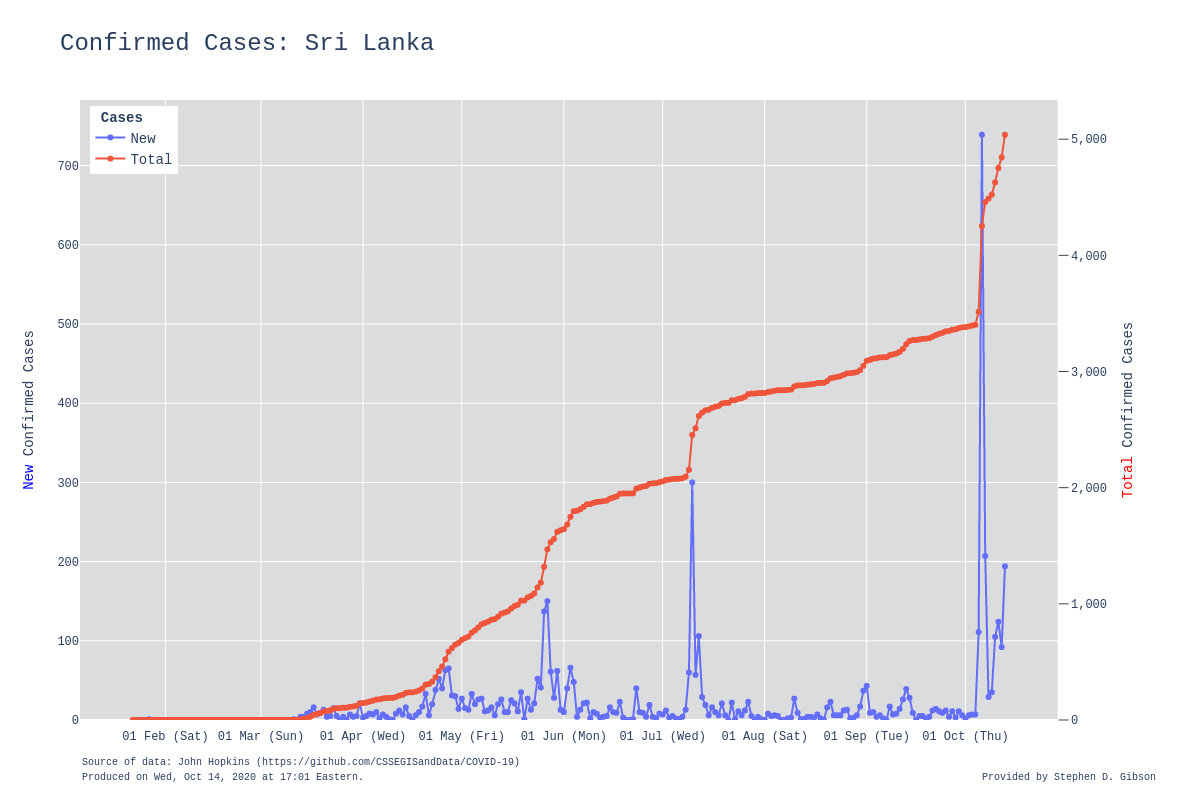 Confirmed Cases: Sri Lanka
Cases
New
Total
700
600
500
400
300
200
100
0
5,000
4,000
3,000
2,000
1,000
0
New Confirmed Cases
Total Confirmed Cases
01 Feb (Sat) 01 Mar (Sun) 01 Apr (Wed) 01 May (Fri) 01 Jun (Mon) 01 Jul (Wed) 01 Aug (Sat) 01 Sep (Tue) 01 Oct (Thu)
Source of data: John Hopkins (https://github.com/CSSEGISandData/COVID-19)
Produced on Wed, Oct 14, 2020 at 17:01 Eastern.
Provided by Stephen D. Gibson